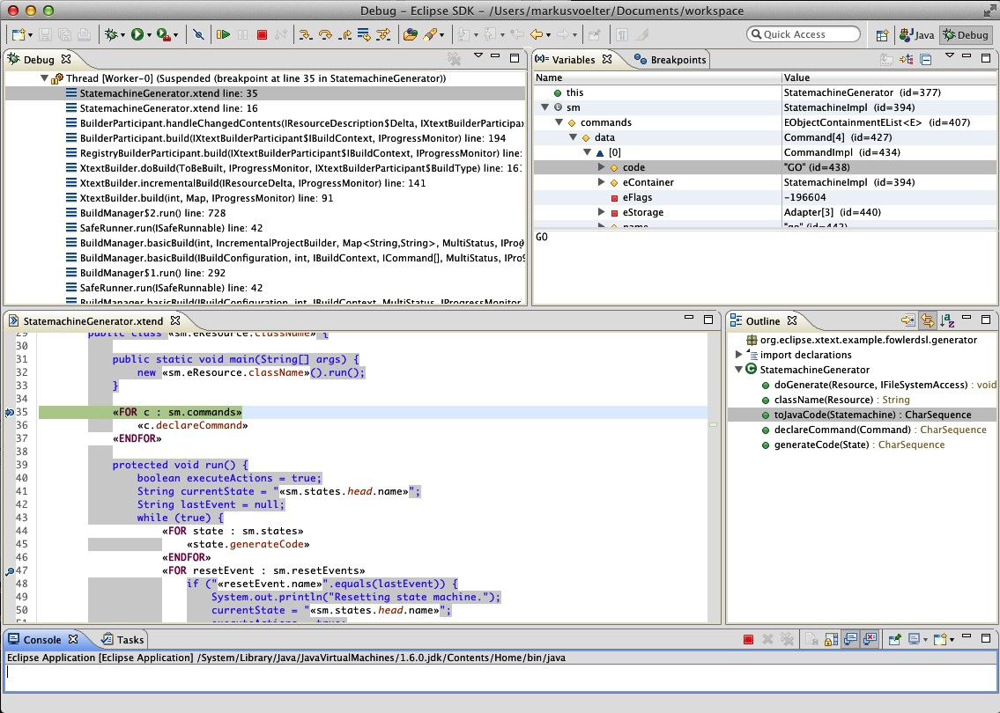 Debug – Eclipse SDK – /Users/markusvoelter/Documents/workspace
Quick Access
Java
Debug
Debug
Thread [Worker-0] (Suspended (breakpoint at line 35 in StatemachineGenerator))
StatemachineGenerator.xtend line: 35
StatemachineGenerator.xtend line: 16
BuilderParticipant.handleChangedContents(IResourceDescription$Delta, IXtextBuilderParticipa
BuilderParticipant.build(IXtextBuilderParticipant$IBuildContext, IProgressMonitor) line: 194
RegistryBuilderParticipant.build(IXtextBuilderParticipant$IBuildContext, IProgressMonitor) line:
XtextBuilder.doBuild(ToBeBuilt, IProgressMonitor, IXtextBuilderParticipant$BuildType) line: 161
XtextBuilder.incrementalBuild(IResourceDelta, IProgressMonitor) line: 141
XtextBuilder.build(int, Map, IProgressMonitor) line: 91
BuildManager$2.run() line: 728
SafeRunner.run(ISafeRunnable) line: 42
BuildManager.basicBuild(int, IncrementalProjectBuilder, Map<String,String>, MultiStatus, IProg
BuildManager.basicBuild(IBuildConfiguration, int, IBuildContext, ICommand[], MultiStatus, IPro
BuildManager$1.run() line: 292
SafeRunner.run(ISafeRunnable) line: 42
BuildManager.basicBuild(IBuildConfiguration, int, IBuildContext, MultiStatus, IProgressMonitor
(x)= Variables
Breakpoints
Name Value
this StatemachineGenerator (id=377)
sm StatemachineImpl (id=394)
commands EObjectContainmentEList<E> (id=407)
data Command[4] (id=427)
[0] CommandImpl (id=434)
code "GO" (id=438)
eContainer StatemachineImpl (id=394)
eFlags -196604
eStorage Adapter[3] (id=440)
name "go" (id=442)
GO
StatemachineGenerator.xtend
29 public class «sm.eResource.className» {
30
31 public static void main(String[] args) {
32 new «sm.eResource.className»().run();
33 }
34
35 «FOR c : sm.commands»
36 «c.declareCommand»
37 «ENDFOR»
38
39 protected void run() {
40 boolean executeActions = true;
41 String currentState = "«sm.states.head.name»";
42 String lastEvent = null;
43 while (true) {
44 «FOR state : sm.states»
45 «state.generateCode»
46 «ENDFOR»
47 «FOR resetEvent : sm.resetEvents»
48 if ("«resetEvent.name»".equals(lastEvent)) {
49 System.out.println("Resetting state machine.");
50 currentState = "«sm.states.head.name»";
51 executeActions = true;
Outline
org.eclipse.xtext.example.fowlerdsl.generator
import declarations
StatemachineGenerator
doGenerate(Resource, IFileSystemAccess) : void
className(Resource) : String
toJavaCode(Statemachine) : CharSequence
declareCommand(Command) : CharSequence
generateCode(State) : CharSequence
Console
Tasks
Eclipse Application [Eclipse Application] /System/Library/Java/JavaVirtualMachines/1.6.0.jdk/Contents/Home/bin/java